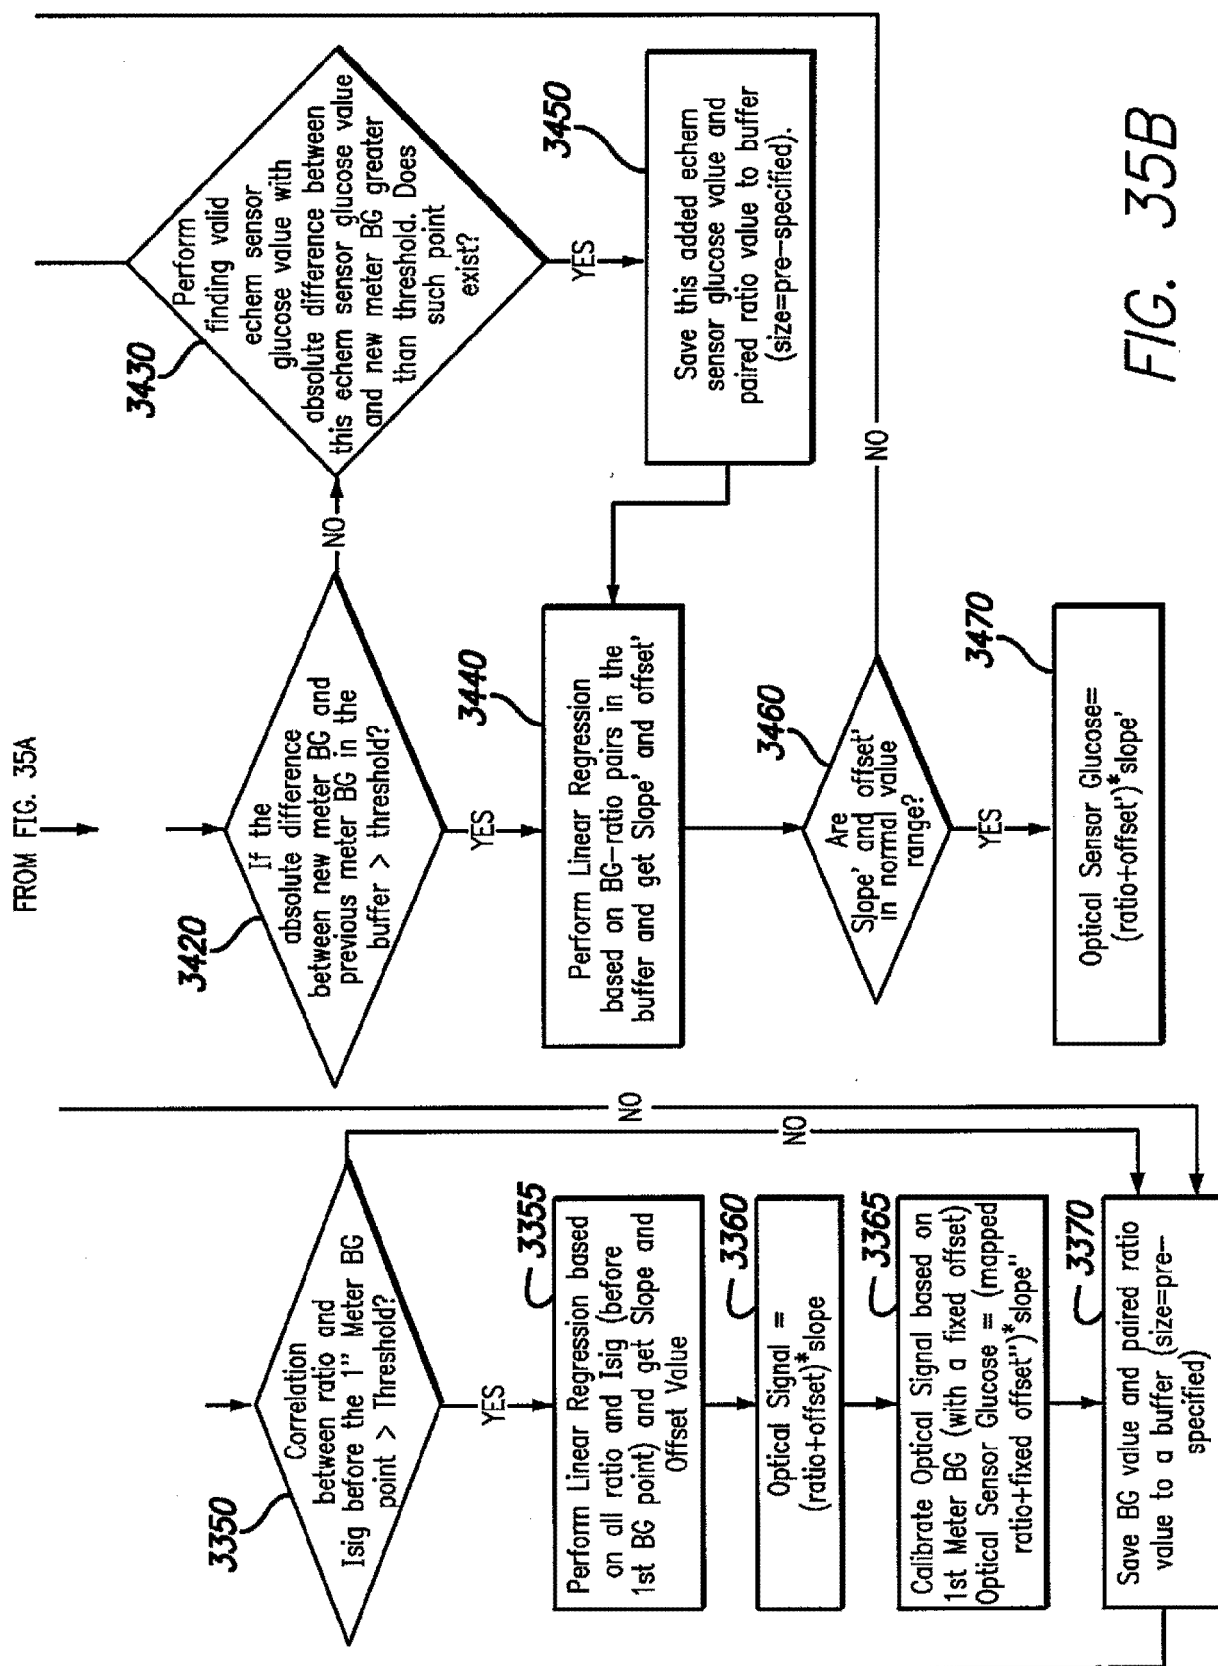 FROM FIG. 35A
3350
Correlation
between ratio and
Isig before the 1" Meter BG
point > Threshold?
NO
NO
YES
3355
Perform Linear Regression based
on all ratio and Isig (before
1st BG point) and get Slope and
Offset Value
3360
Optical Signal =
(ratio+offset)*slope
3365
Calibrate Optical Signal based on
1st Meter BG (with a fixed offset)
Optical Sensor Glucose = (mapped
ratio+fixed offset")*slope"
3370
Save BG value and paired ratio
value to a buffer (size=pre-
specified)
3420
If the
absolute difference
between new meter BG and
previous meter BG in the
buffer > threshold?
NO
YES
3430
Perform
finding valid
echem sensor
glucose value with
absolute difference between
this echem sensor glucose value
and new meter BG greater
than threshold. Does
such point
exist?
YES
3440
Perform Linear Regression
based on BG-ratio pairs in the
buffer and get Slope' and offset'
3450
Save this added echem
sensor glucose value and
paired ratio value to buffer
(size=pre-specified).
3460
Are
Slope' and offset'
in normal value
range?
NO
YES
3470
Optical Sensor Glucose=
(ratio+offset')*slope'
FIG. 35B